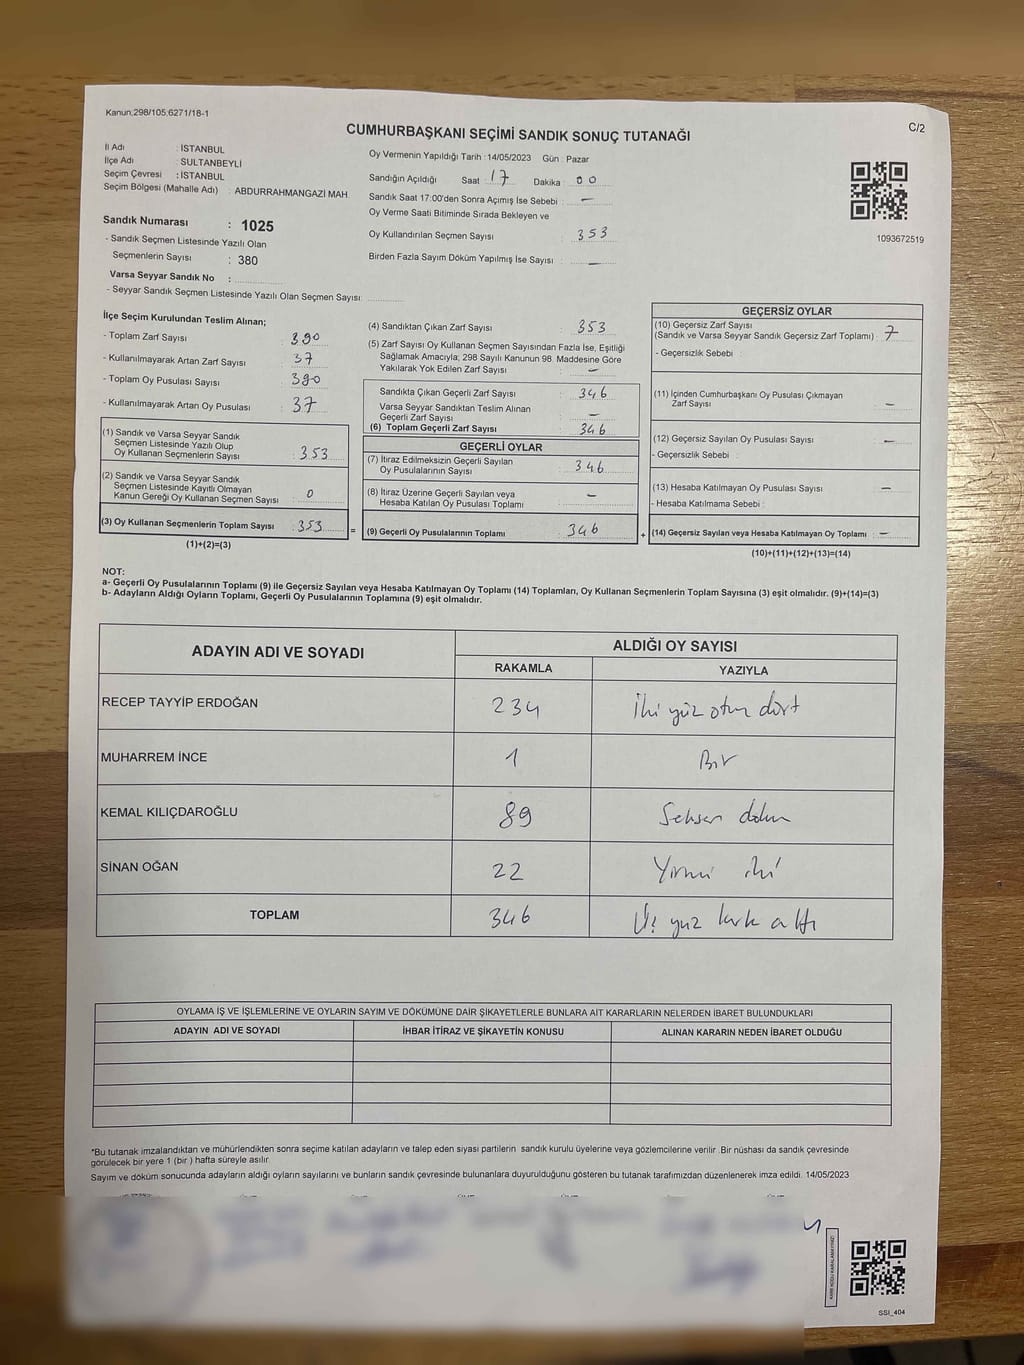 Kanun;298/105;6271/18-1
C/2
CUMHURBAŞKANI SEÇİMİ SANDIK SONUÇ TUTANAĞI
İl Adı : İSTANBUL
İlçe Adı : SULTANBEYLİ
Seçim Çevresi : İSTANBUL
Seçim Bölgesi (Mahalle Adı) : ABDURRAHMANGAZİ MAH.
Sandık Numarası : 1025
- Sandık Seçmen Listesinde Yazılı Olan
Seçmenlerin Sayısı : 380
Varsa Seyyar Sandık No :
- Seyyar Sandık Seçmen Listesinde Yazılı Olan Seçmen Sayısı:
Oy Vermenin Yapıldığı Tarih :14/05/2023 Gün : Pazar
Sandığın Açıldığı Saat : 17 Dakika : 00
Sandık Saat 17:00'den Sonra Açımış İse Sebebi : —
Oy Verme Saati Bitiminde Sırada Bekleyen ve
Oy Kullandırılan Seçmen Sayısı : 353
Birden Fazla Sayım Döküm Yapılmış İse Sayısı : —
1093672519
İlçe Seçim Kurulundan Teslim Alınan;
- Toplam Zarf Sayısı : 390
- Kullanılmayarak Artan Zarf Sayısı : 37
- Toplam Oy Pusulası Sayısı : 390
- Kullanılmayarak Artan Oy Pusulası : 37
(1) Sandık ve Varsa Seyyar Sandık
Seçmen Listesinde Yazılı Olup
Oy Kullanan Seçmenlerin Sayısı : 353
(2) Sandık ve Varsa Seyyar Sandık
Seçmen Listesinde Kayıtlı Olmayan
Kanun Gereği Oy Kullanan Seçmen Sayısı : 0
(3) Oy Kullanan Seçmenlerin Toplam Sayısı : 353
(1)+(2)=(3)
=
(4) Sandıktan Çıkan Zarf Sayısı : 353
(5) Zarf Sayısı Oy Kullanan Seçmen Sayısından Fazla İse, Eşitliği
Sağlamak Amacıyla; 298 Sayılı Kanunun 98. Maddesine Göre
Yakılarak Yok Edilen Zarf Sayısı : —
Sandıkta Çıkan Geçerli Zarf Sayısı : 346
Varsa Seyyar Sandıktan Teslim Alınan
Geçerli Zarf Sayısı : —
(6) Toplam Geçerli Zarf Sayısı : 346
GEÇERLİ OYLAR
(7) İtiraz Edilmeksizin Geçerli Sayılan
Oy Pusulalarının Sayısı : 346
(8) İtiraz Üzerine Geçerli Sayılan veya
Hesaba Katılan Oy Pusulası Toplamı : —
(9) Geçerli Oy Pusulalarının Toplamı : 346
+
GEÇERSİZ OYLAR
(10) Geçersiz Zarf Sayısı
(Sandık ve Varsa Seyyar Sandık Geçersiz Zarf Toplamı) : 7
- Geçersizlik Sebebi :
(11) İçinden Cumhurbaşkanı Oy Pusulası Çıkmayan
Zarf Sayısı : —
(12) Geçersiz Sayılan Oy Pusulası Sayısı : —
- Geçersizlik Sebebi :
(13) Hesaba Katılmayan Oy Pusulası Sayısı : —
- Hesaba Katılmama Sebebi :
(14) Geçersiz Sayılan veya Hesaba Katılmayan Oy Toplamı : —
(10)+(11)+(12)+(13)=(14)
NOT:
a- Geçerli Oy Pusulalarının Toplamı (9) ile Geçersiz Sayılan veya Hesaba Katılmayan Oy Toplamı (14) Toplamları, Oy Kullanan Seçmenlerin Toplam Sayısına (3) eşit olmalıdır. (9)+(14)=(3)
b- Adayların Aldığı Oyların Toplamı, Geçerli Oy Pusulalarının Toplamına (9) eşit olmalıdır.
ADAYIN ADI VE SOYADI ALDIĞI OY SAYISI
RAKAMLA YAZIYLA
RECEP TAYYİP ERDOĞAN 234 İki yüz otuz dört
MUHARREM İNCE 1 Bir
KEMAL KILIÇDAROĞLU 89 Seksen dokuz
SİNAN OĞAN 22 Yirmi iki
TOPLAM 346 Üç yüz kırk altı
OYLAMA İŞ VE İŞLEMLERİNE VE OYLARIN SAYIM VE DÖKÜMÜNE DAİR ŞİKAYETLERLE BUNLARA AİT KARARLARIN NELERDEN İBARET BULUNDUKLARI
ADAYIN ADI VE SOYADI İHBAR İTİRAZ VE ŞİKAYETİN KONUSU ALINAN KARARIN NEDEN İBARET OLDUĞU
*Bu tutanak imzalandıktan ve mühürlendikten sonra seçime katılan adayların ve talep eden siyası partilerin sandık kurulu üyelerine veya gözlemcilerine verilir .Bir nüshası da sandık çevresinde
görülecek bir yere 1 (bir ) hafta süreyle asılır.
Sayım ve döküm sonucunda adayların aldığı oyların sayılarını ve bunların sandık çevresinde bulunanlara duyurulduğunu gösteren bu tutanak tarafımızdan düzenlenerek imza edildi. 14/05/2023
KARE KODU KARALAMAYINIZ!
SSI_404